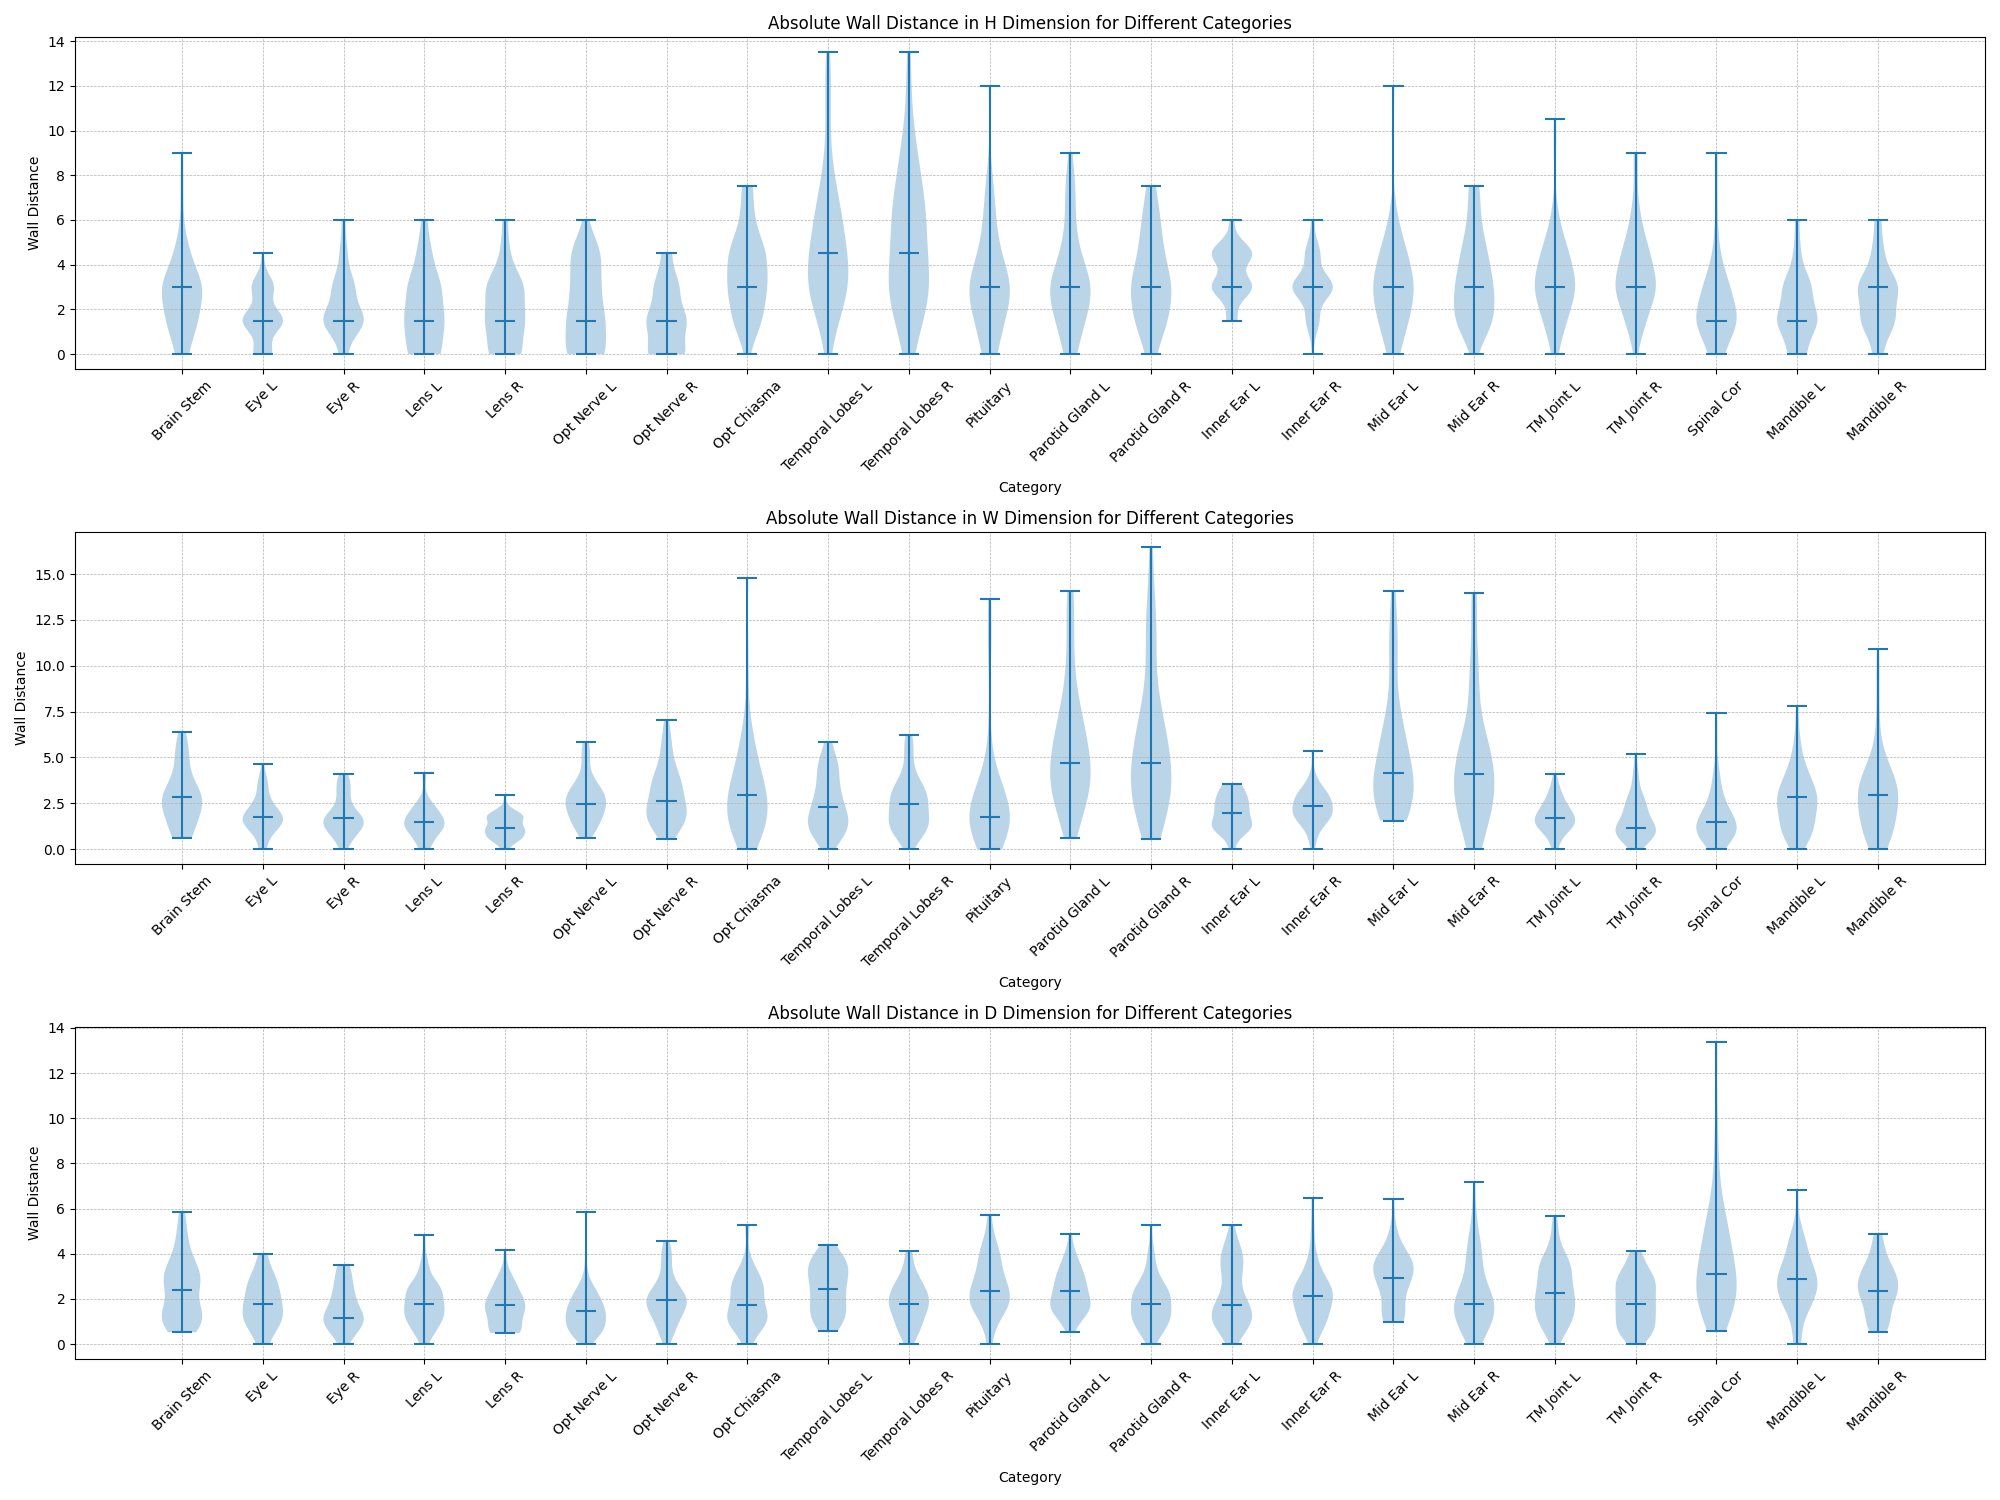 Absolute Wall Distance in H Dimension for Different Categories
Wall Distance
14
12
10
8
6
4
2
0
Brain Stem
Eye L
Eye R
Lens L
Lens R
Opt Nerve L
Opt Nerve R
Opt Chiasma
Temporal Lobes L
Temporal Lobes R
Pituitary
Parotid Gland L
Parotid Gland R
Inner Ear L
Inner Ear R
Mid Ear L
Mid Ear R
TM Joint L
TM Joint R
Spinal Cor
Mandible L
Mandible R
Category
Absolute Wall Distance in W Dimension for Different Categories
Wall Distance
15.0
12.5
10.0
7.5
5.0
2.5
0.0
Brain Stem
Eye L
Eye R
Lens L
Lens R
Opt Nerve L
Opt Nerve R
Opt Chiasma
Temporal Lobes L
Temporal Lobes R
Pituitary
Parotid Gland L
Parotid Gland R
Inner Ear L
Inner Ear R
Mid Ear L
Mid Ear R
TM Joint L
TM Joint R
Spinal Cor
Mandible L
Mandible R
Category
Absolute Wall Distance in D Dimension for Different Categories
Wall Distance
14
12
10
8
6
4
2
0
Brain Stem
Eye L
Eye R
Lens L
Lens R
Opt Nerve L
Opt Nerve R
Opt Chiasma
Temporal Lobes L
Temporal Lobes R
Pituitary
Parotid Gland L
Parotid Gland R
Inner Ear L
Inner Ear R
Mid Ear L
Mid Ear R
TM Joint L
TM Joint R
Spinal Cor
Mandible L
Mandible R
Category